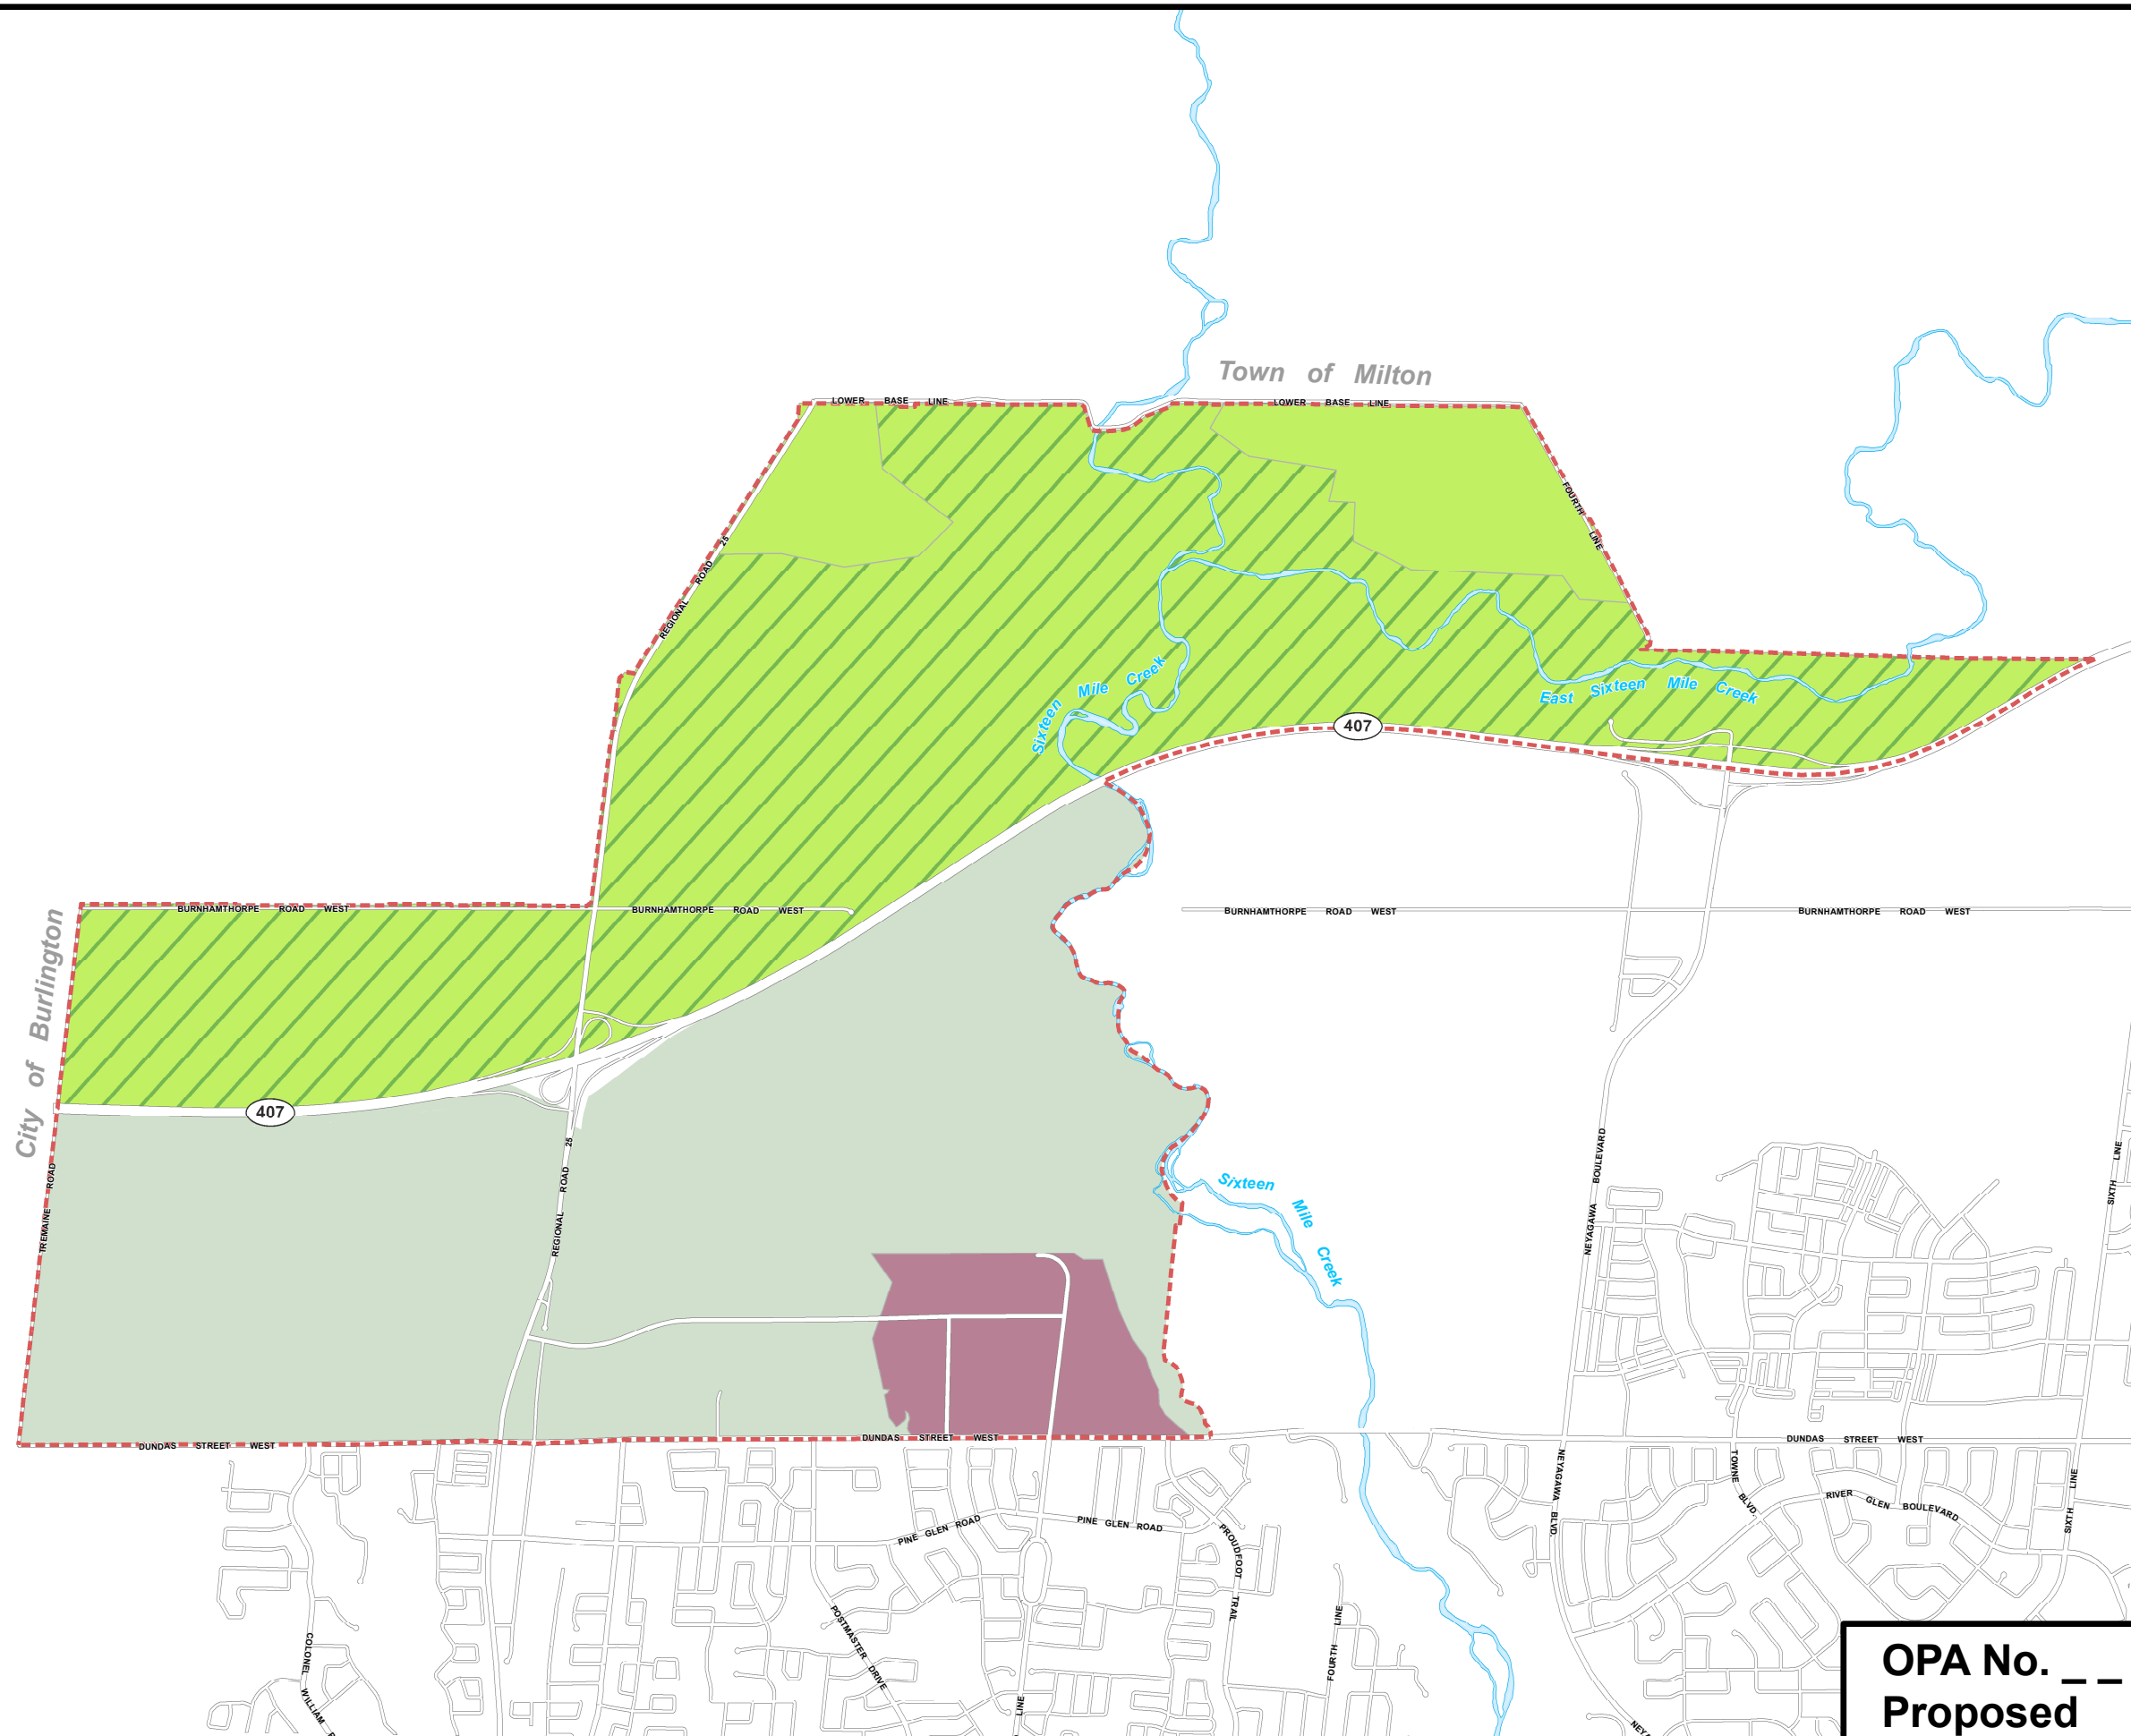 Town of Milton
LOWER BASE LINE
LOWER BASE LINE
FOURTH LINE
REGIONAL ROAD 25
Sixteen Mile Creek
East Sixteen Mile Creek
407
BURNHAMTHORPE ROAD WEST
BURNHAMTHORPE ROAD WEST
BURNHAMTHORPE ROAD WEST
BURNHAMTHORPE ROAD WEST
City of Burlington
407
TREMAINE ROAD
REGIONAL ROAD 25
Sixteen Mile Creek
NEYAGAWA BOULEVARD
SIXTH LINE
DUNDAS STREET WEST
DUNDAS STREET WEST
DUNDAS STREET WEST
NEYAGAWA BLVD.
TOWNE BLVD.
RIVER GLEN BOULEVARD
SIXTH LINE
PINE GLEN ROAD
PINE GLEN ROAD
PROUDFOOT TRAIL
POSTMASTER DRIVE
FOURTH LINE
COLONEL WILLIAM
LINE
OPA No. _ _
Proposed